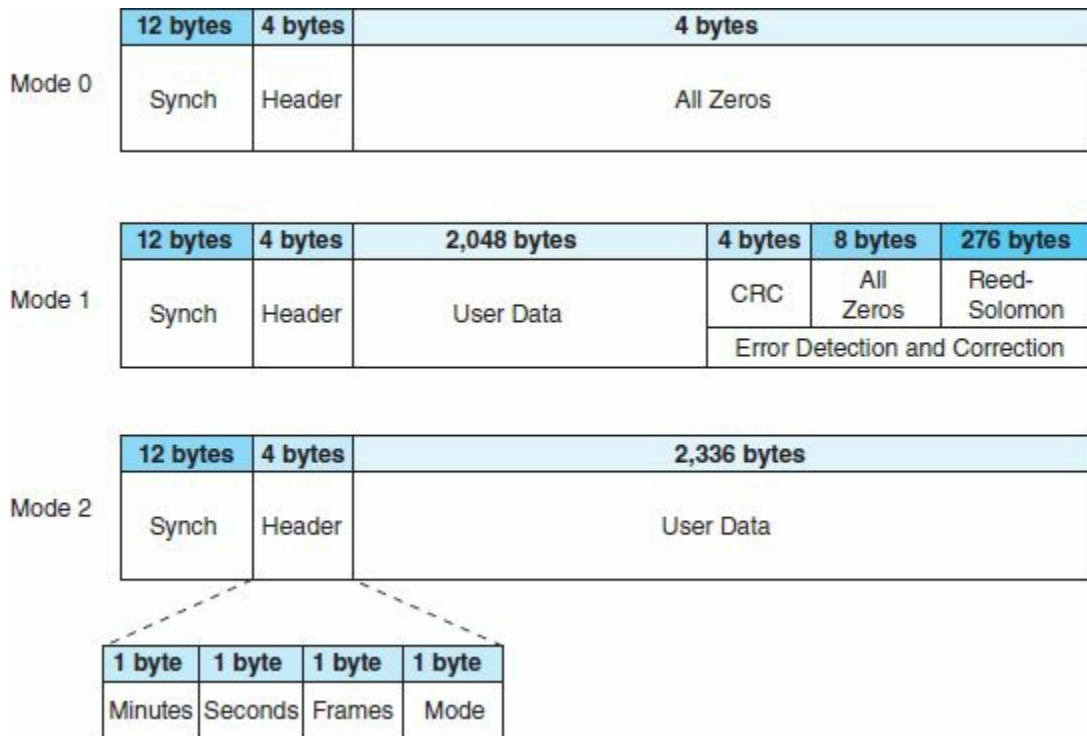 12 bytes 4 bytes 4 bytes
Mode 0
Synch Header All Zeros
12 bytes 4 bytes 2,048 bytes 4 bytes 8 bytes 276 bytes
Mode 1
Synch Header User Data CRC All Zeros Reed-Solomon
Error Detection and Correction
12 bytes 4 bytes 2,336 bytes
Mode 2
Synch Header User Data
1 byte 1 byte 1 byte 1 byte
Minutes Seconds Frames Mode